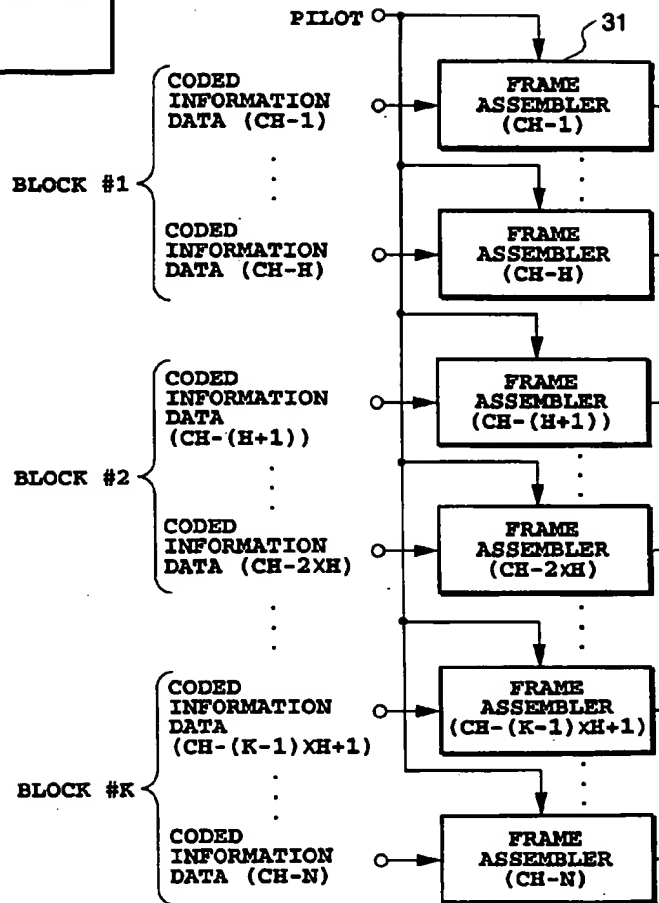 PILOT
31
CODED
INFORMATION
DATA (CH-1)
FRAME
ASSEMBLER
(CH-1)
BLOCK #1
CODED
INFORMATION
DATA (CH-H)
FRAME
ASSEMBLER
(CH-H)
CODED
INFORMATION
DATA
(CH-(H+1))
FRAME
ASSEMBLER
(CH-(H+1))
BLOCK #2
CODED
INFORMATION
DATA (CH-2XH)
FRAME
ASSEMBLER
(CH-2XH)
CODED
INFORMATION
DATA
(CH-(K-1)XH+1)
FRAME
ASSEMBLER
(CH-(K-1)XH+1)
BLOCK #K
CODED
INFORMATION
DATA (CH-N)
FRAME
ASSEMBLER
(CH-N)